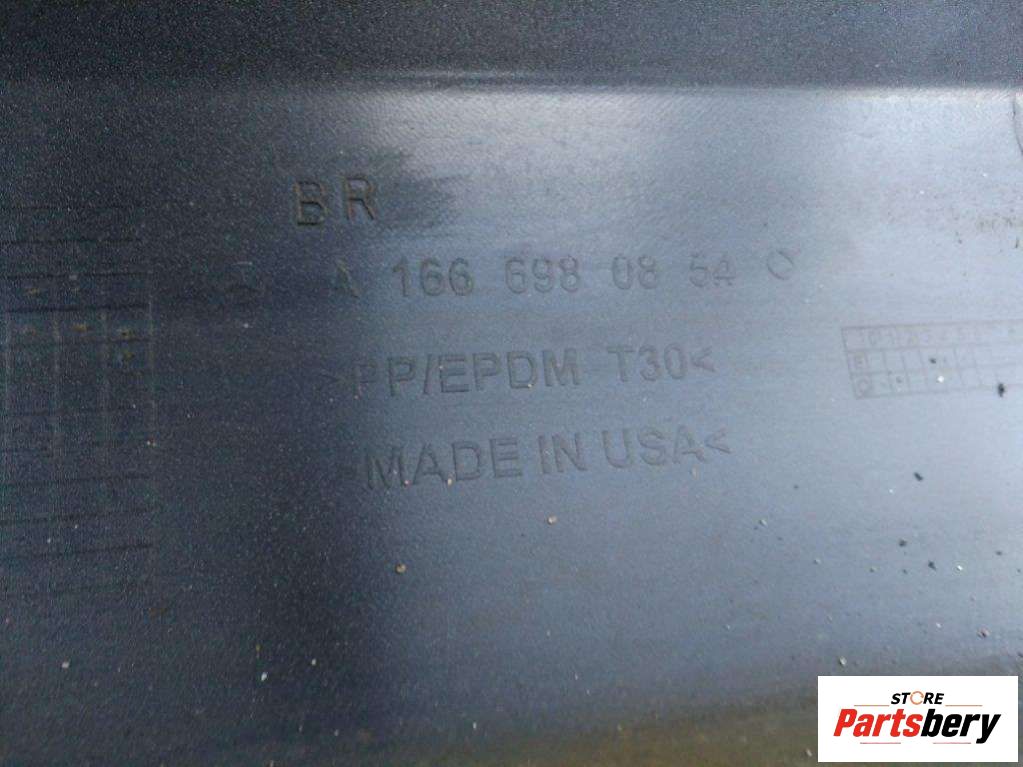 BR
A 166 698 08 54
>PP/EPDM T30<
>MADE IN USA<
STORE
Partsbery